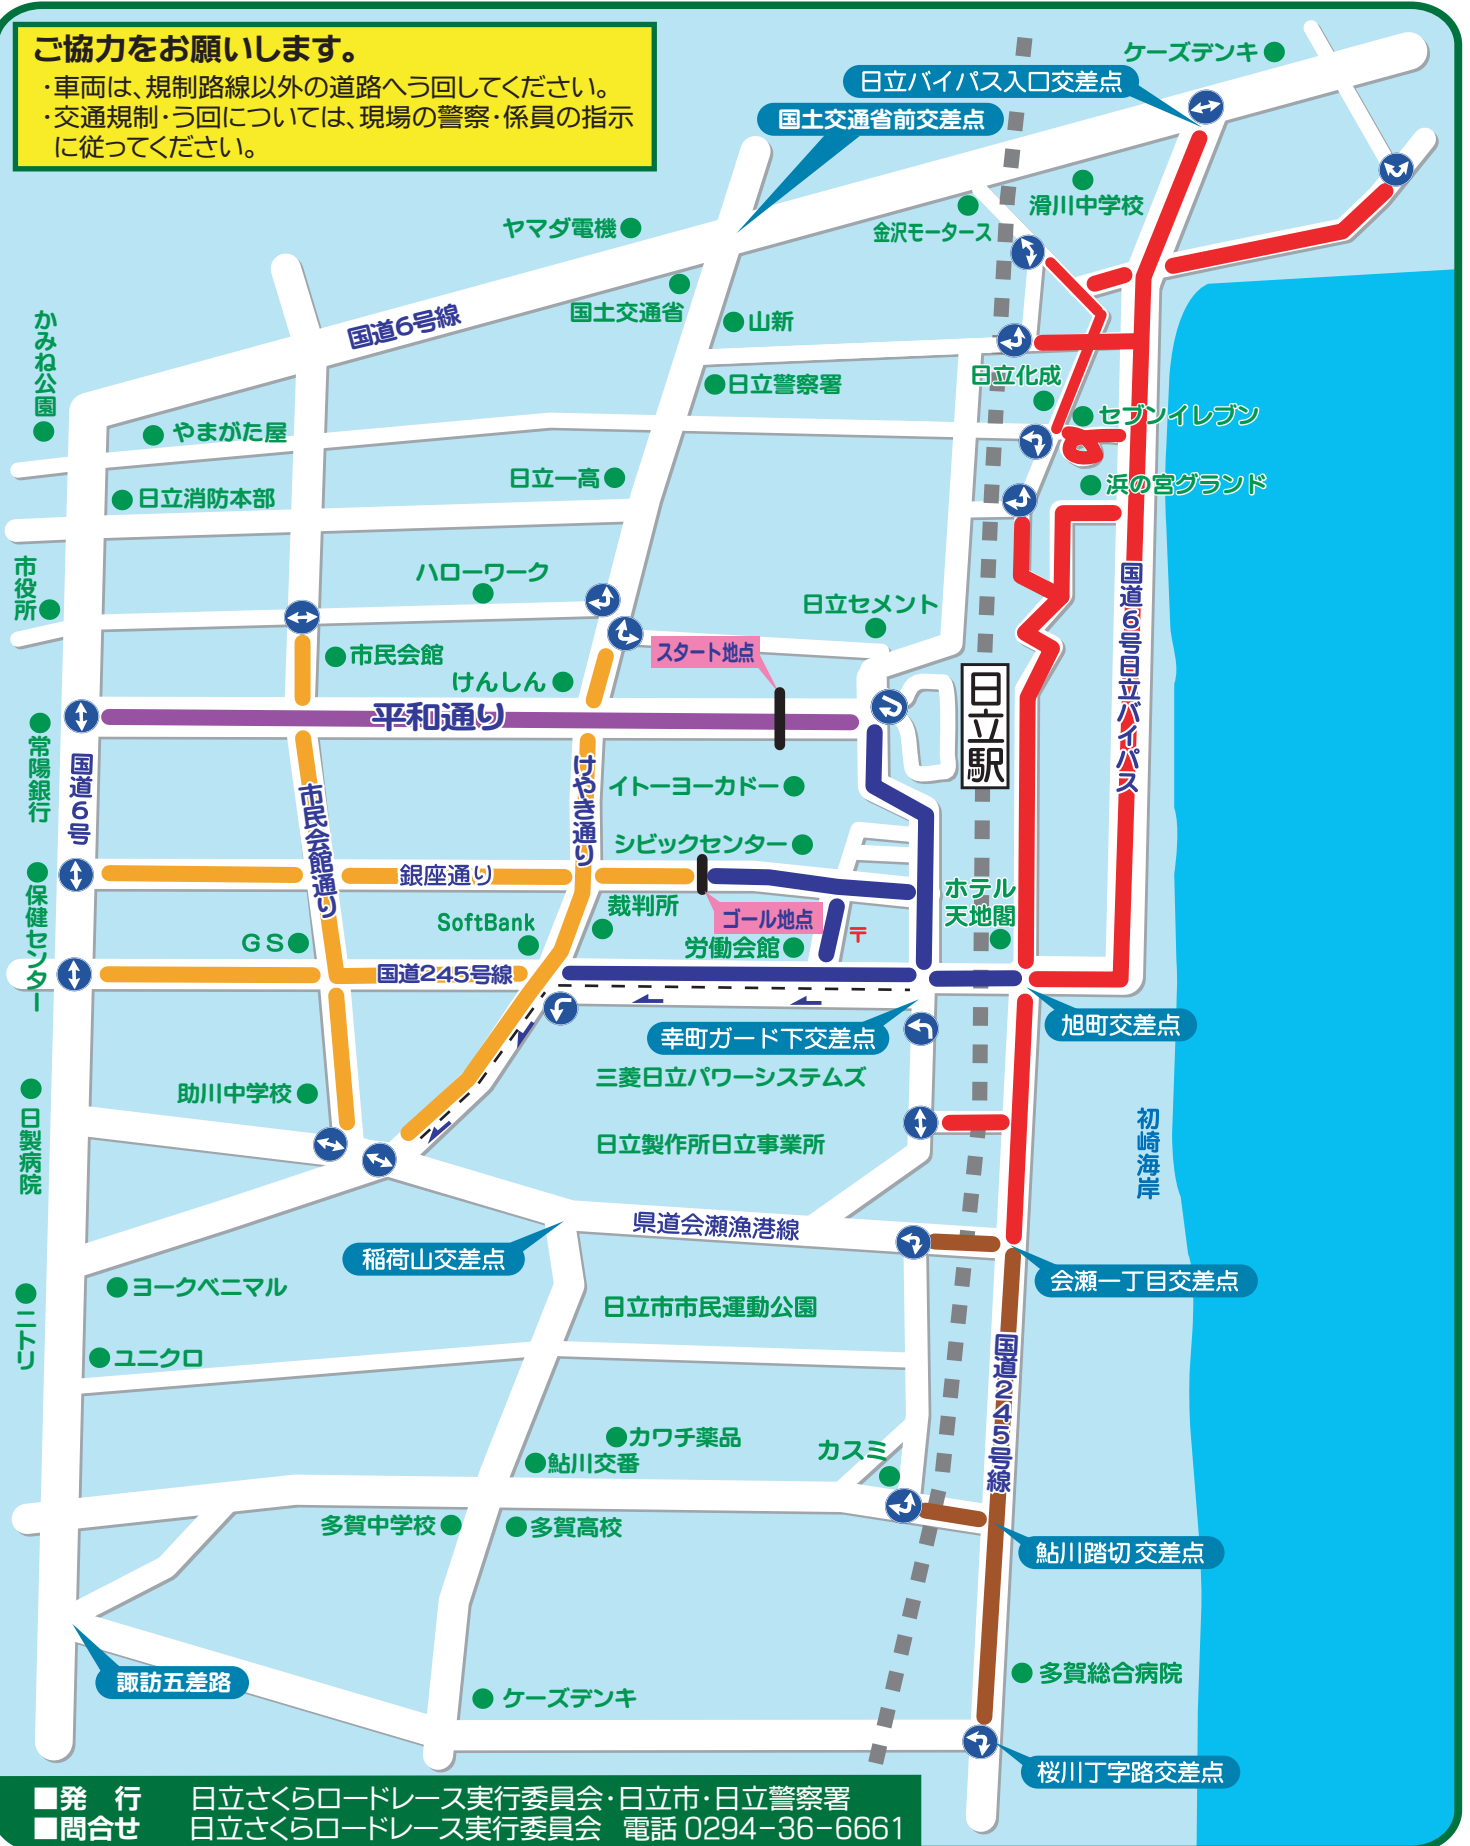 ご協力をお願いします。
・車両は、規制路線以外の道路へう回してください。
・交通規制・う回については、現場の警察・係員の指示
に従ってください。
ケーズデンキ
日立バイパス入口交差点
国土交通省前交差点
滑川中学校
金沢モータース
ヤマダ電機
国土交通省
国道6号線
山新
かみね公園
日立警察署
日立化成
セブンイレブン
やまがた屋
日立一高
日立消防本部
浜の宮グランド
市役所
ハローワーク
国道6号日立バイパス
日立セメント
市民会館
スタート地点
けんしん
日立駅
平和通り
常陽銀行
国道6号
けやき通り
イトーヨーカドー
市民会館通り
シビックセンター
銀座通り
保健センター
ホテル
天地閣
裁判所
ゴール地点
〒
SoftBank
GS
労働会館
国道245号線
旭町交差点
幸町ガード下交差点
三菱日立パワーシステムズ
助川中学校
日製病院
日立製作所日立事業所
初崎海岸
県道会瀬漁港線
稲荷山交差点
会瀬一丁目交差点
ヨークベニマル
日立市市民運動公園
ニトリ
ユニクロ
国道245号線
カワチ薬品
カスミ
鮎川交番
多賀中学校
多賀高校
鮎川踏切交差点
諏訪五差路
多賀総合病院
ケーズデンキ
桜川丁字路交差点
■発　行　日立さくらロードレース実行委員会・日立市・日立警察署
■問合せ　日立さくらロードレース実行委員会　電話 0294-36-6661